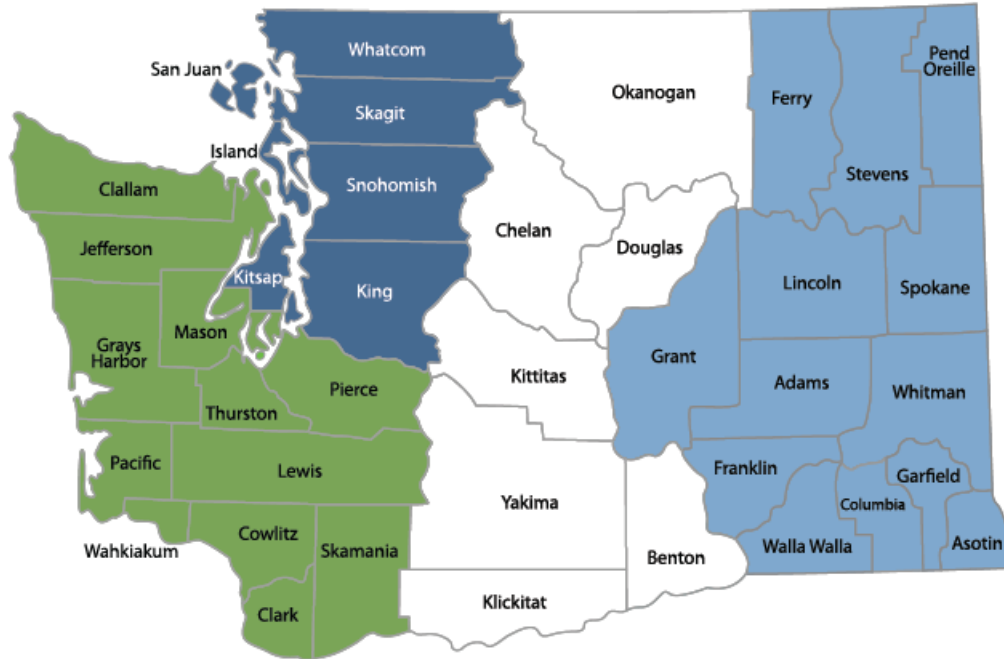 Whatcom
San Juan
Pend
Oreille
Okanogan
Ferry
Skagit
Island
Snohomish
Stevens
Clallam
Chelan
Douglas
Jefferson
Kitsap
King
Lincoln
Spokane
Mason
Grays
Harbor
Grant
Kittitas
Adams
Pierce
Whitman
Thurston
Pacific
Lewis
Franklin
Garfield
Yakima
Columbia
Cowlitz
Wahkiakum
Skamania
Benton
Walla Walla
Asotin
Klickitat
Clark